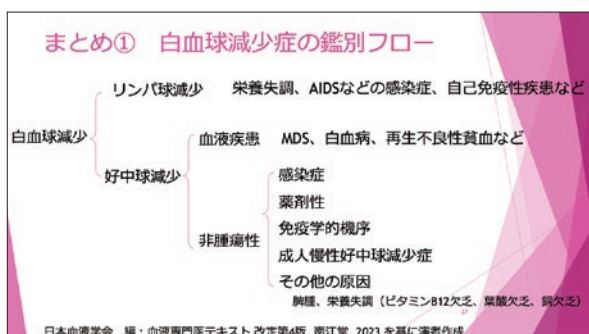 まとめ① 白血球減少症の鑑別フロー
リンパ球減少 栄養失調、AIDSなどの感染症、自己免疫性疾患など
白血球減少
血液疾患 MDS、白血病、再生不良性貧血など
好中球減少
感染症
薬剤性
非腫瘍性 免疫学的機序
成人慢性好中球減少症
その他の原因
脾腫、栄養失調（ビタミンB12欠乏、葉酸欠乏、銅欠乏）
27
日本血液学会 編：血液専門医テキスト 改定第4版, 南江堂, 2023 を基に演者作成